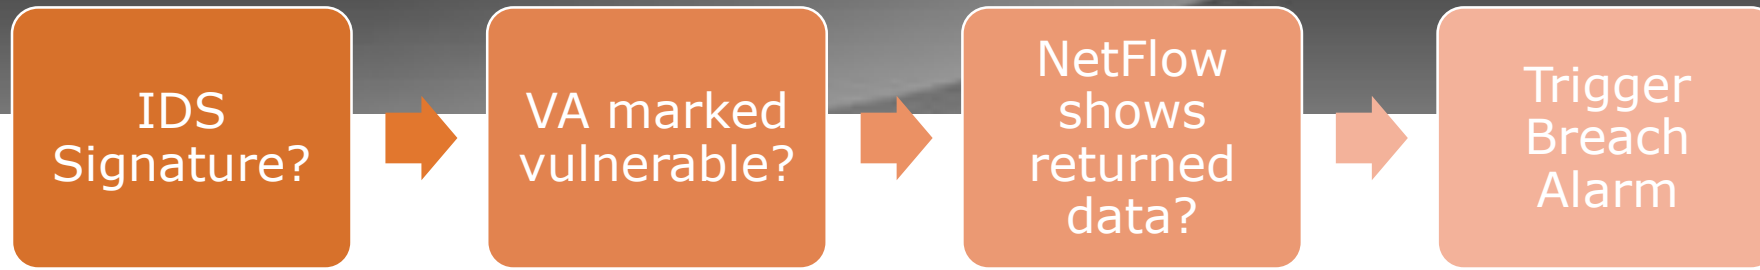 IDS
Signature?
VA marked
vulnerable?
NetFlow
shows
returned
data?
Trigger
Breach
Alarm